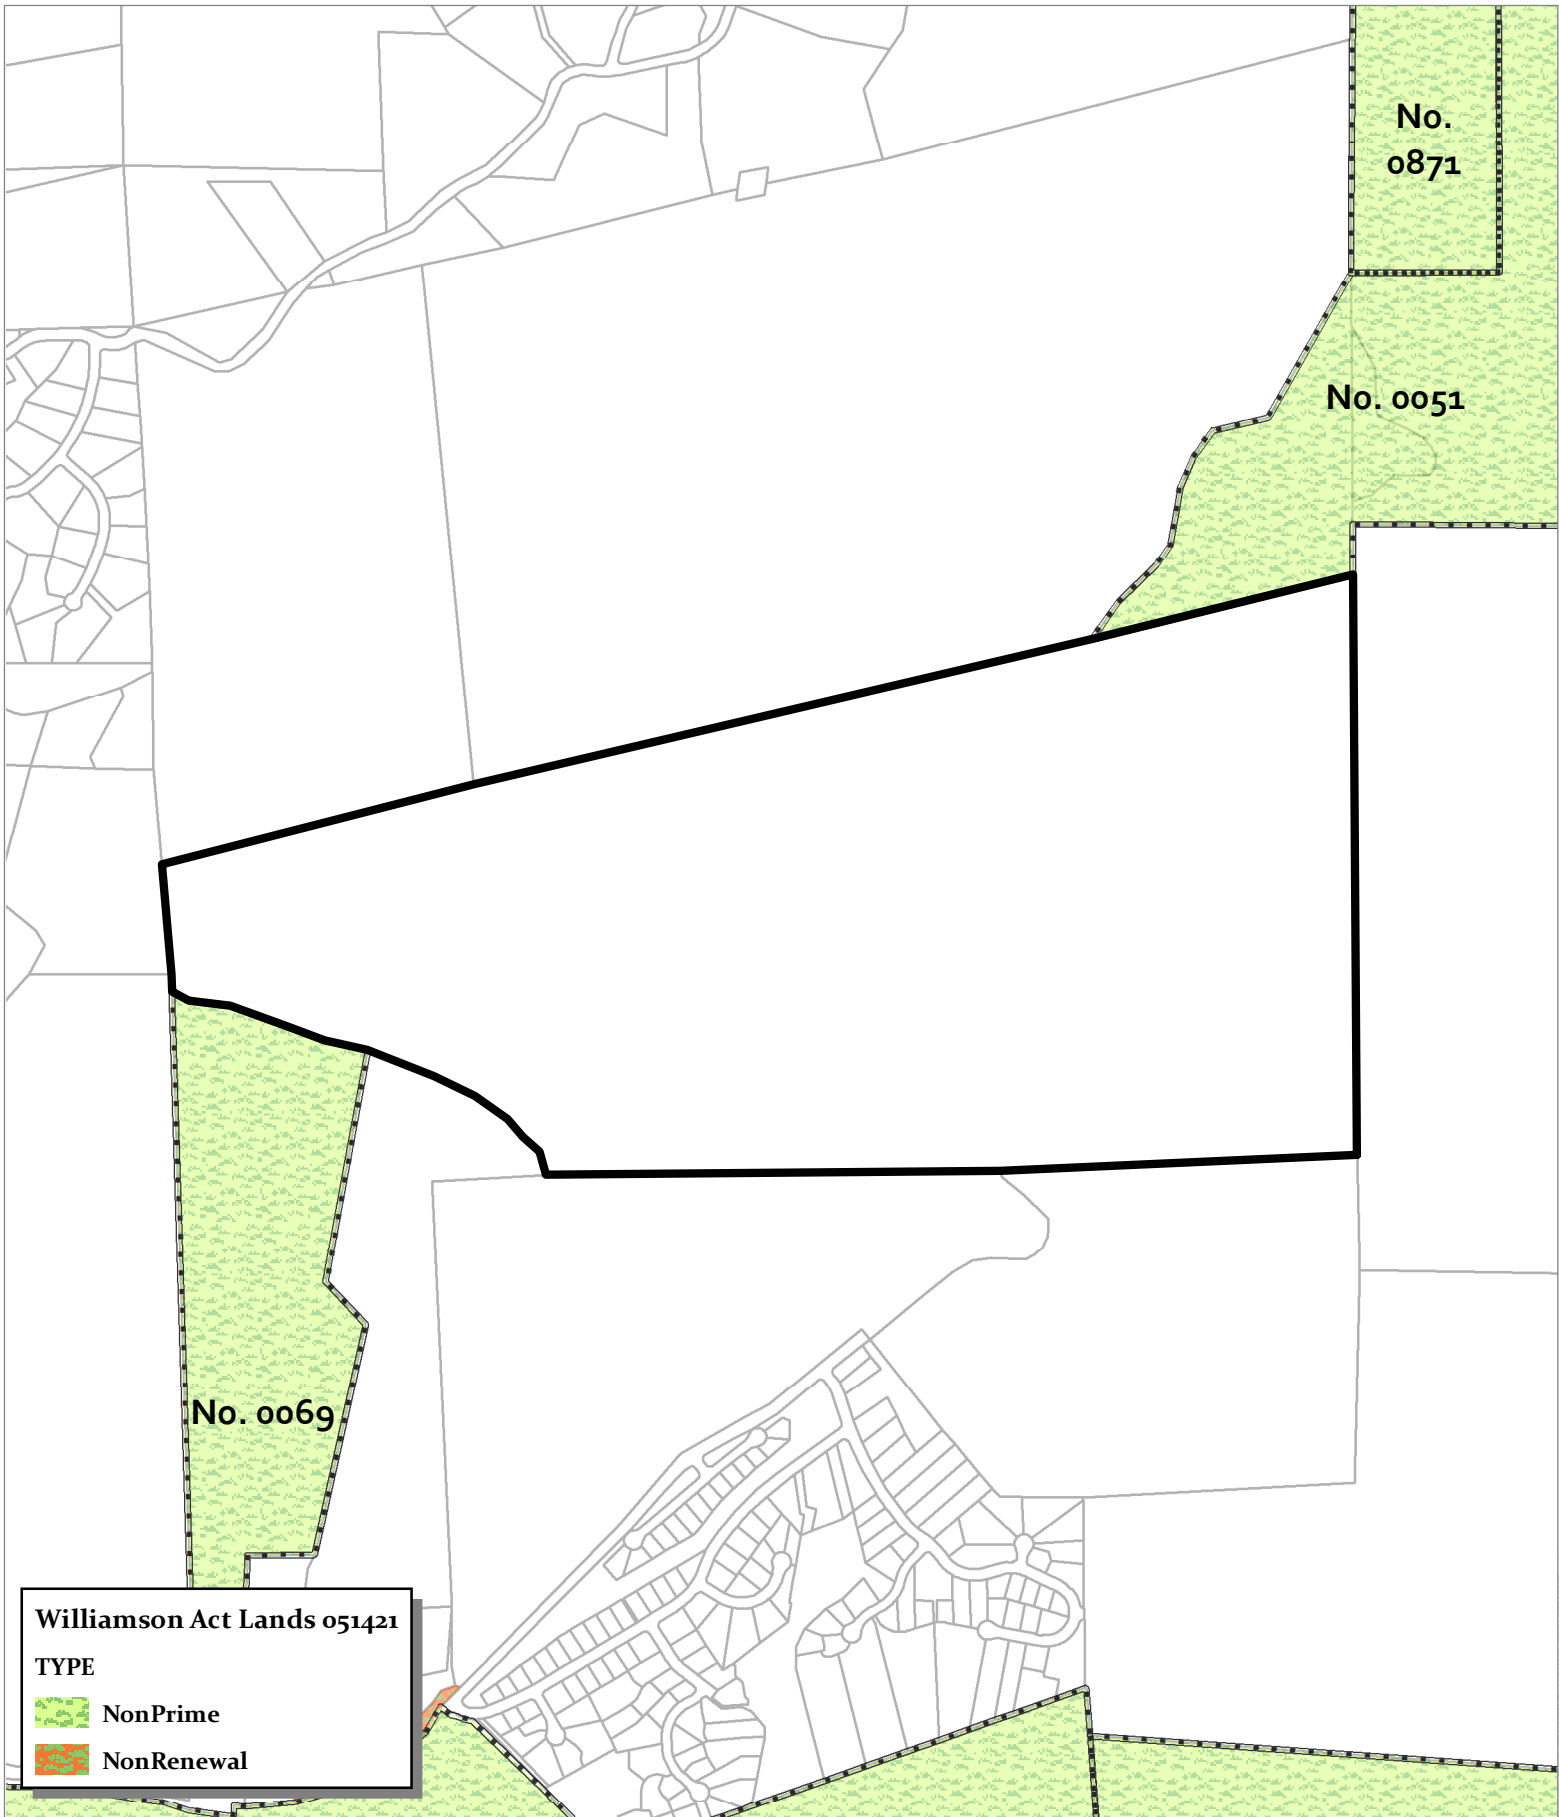 No.
0871
No. 0051
No. 0069
Williamson Act Lands 051421
TYPE
NonPrime
NonRenewal